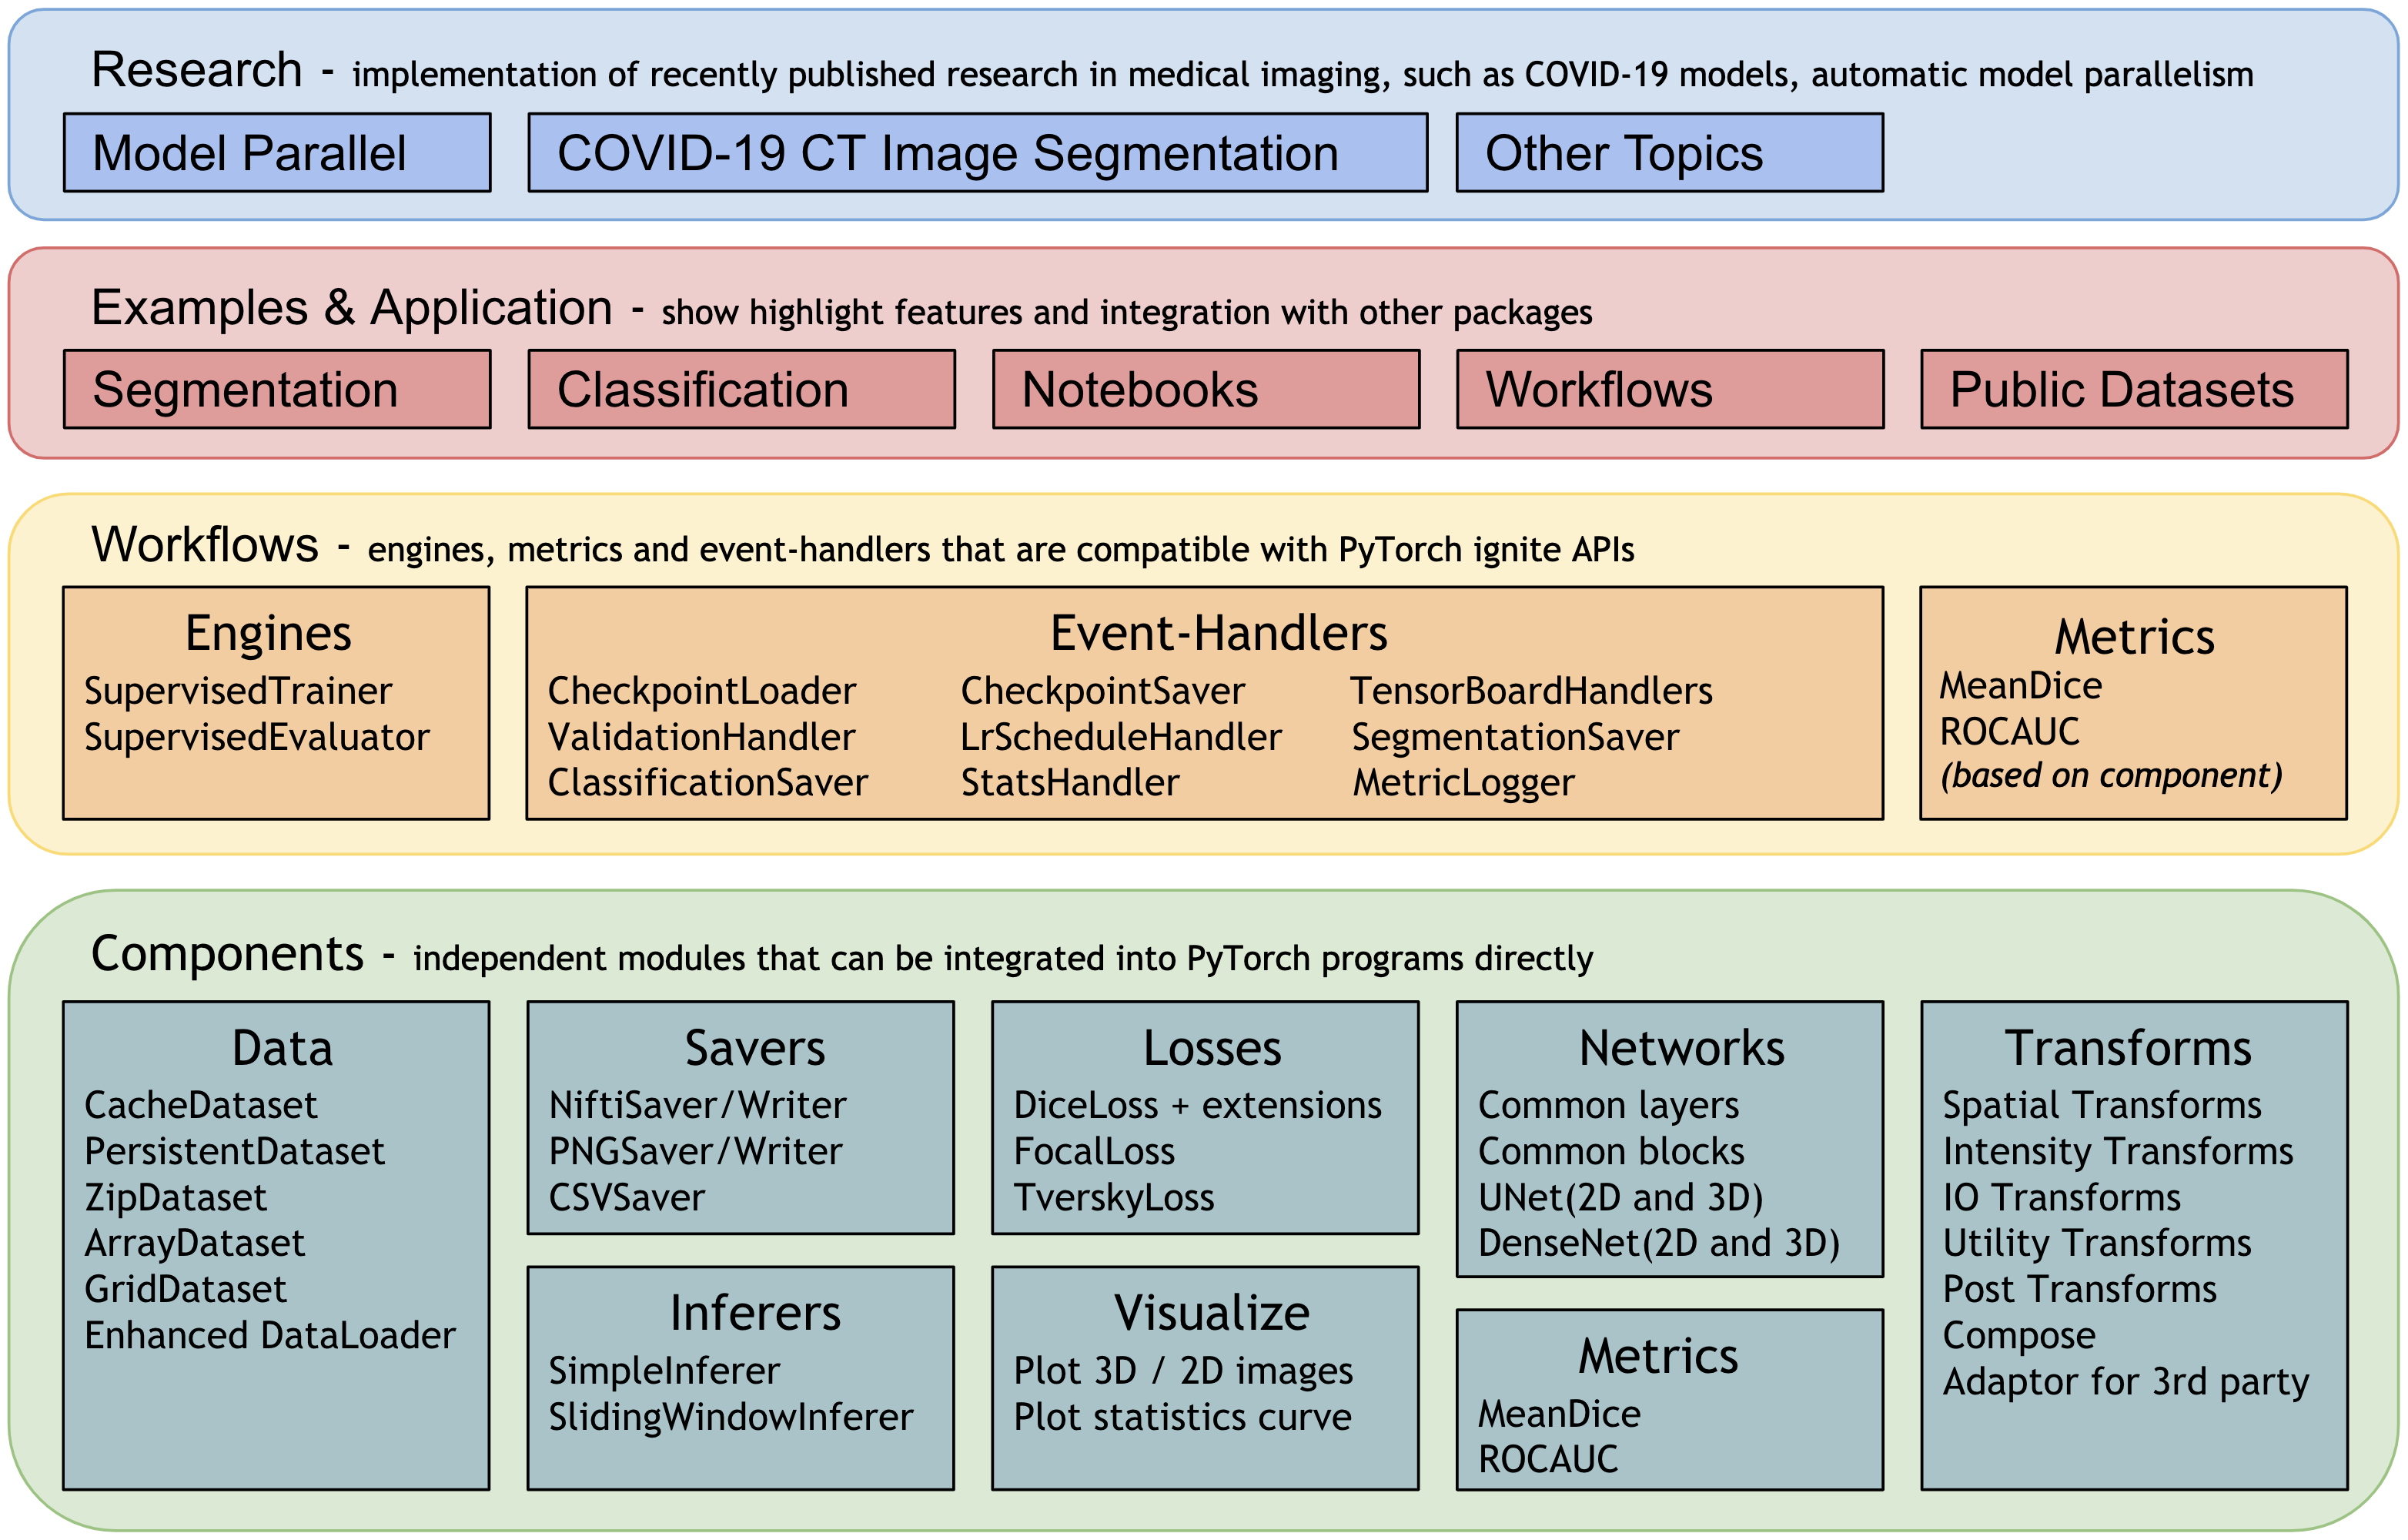 Research - implementation of recently published research in medical imaging, such as COVID-19 models, automatic model parallelism
Model Parallel
COVID-19 CT Image Segmentation
Other Topics
Examples & Application - show highlight features and integration with other packages
Segmentation
Classification
Notebooks
Workflows
Public Datasets
Workflows - engines, metrics and event-handlers that are compatible with PyTorch ignite APIs
Engines
SupervisedTrainer
SupervisedEvaluator
Event-Handlers
CheckpointLoader
ValidationHandler
ClassificationSaver
CheckpointSaver
LrScheduleHandler
StatsHandler
TensorBoardHandlers
SegmentationSaver
MetricLogger
Metrics
MeanDice
ROCAUC
(based on component)
Components - independent modules that can be integrated into PyTorch programs directly
Data
CacheDataset
PersistentDataset
ZipDataset
ArrayDataset
GridDataset
Enhanced DataLoader
Savers
NiftiSaver/Writer
PNGSaver/Writer
CSVSaver
Inferers
SimpleInferer
SlidingWindowInferer
Losses
DiceLoss + extensions
FocalLoss
TverskyLoss
Visualize
Plot 3D / 2D images
Plot statistics curve
Networks
Common layers
Common blocks
UNet(2D and 3D)
DenseNet(2D and 3D)
Metrics
MeanDice
ROCAUC
Transforms
Spatial Transforms
Intensity Transforms
IO Transforms
Utility Transforms
Post Transforms
Compose
Adaptor for 3rd party